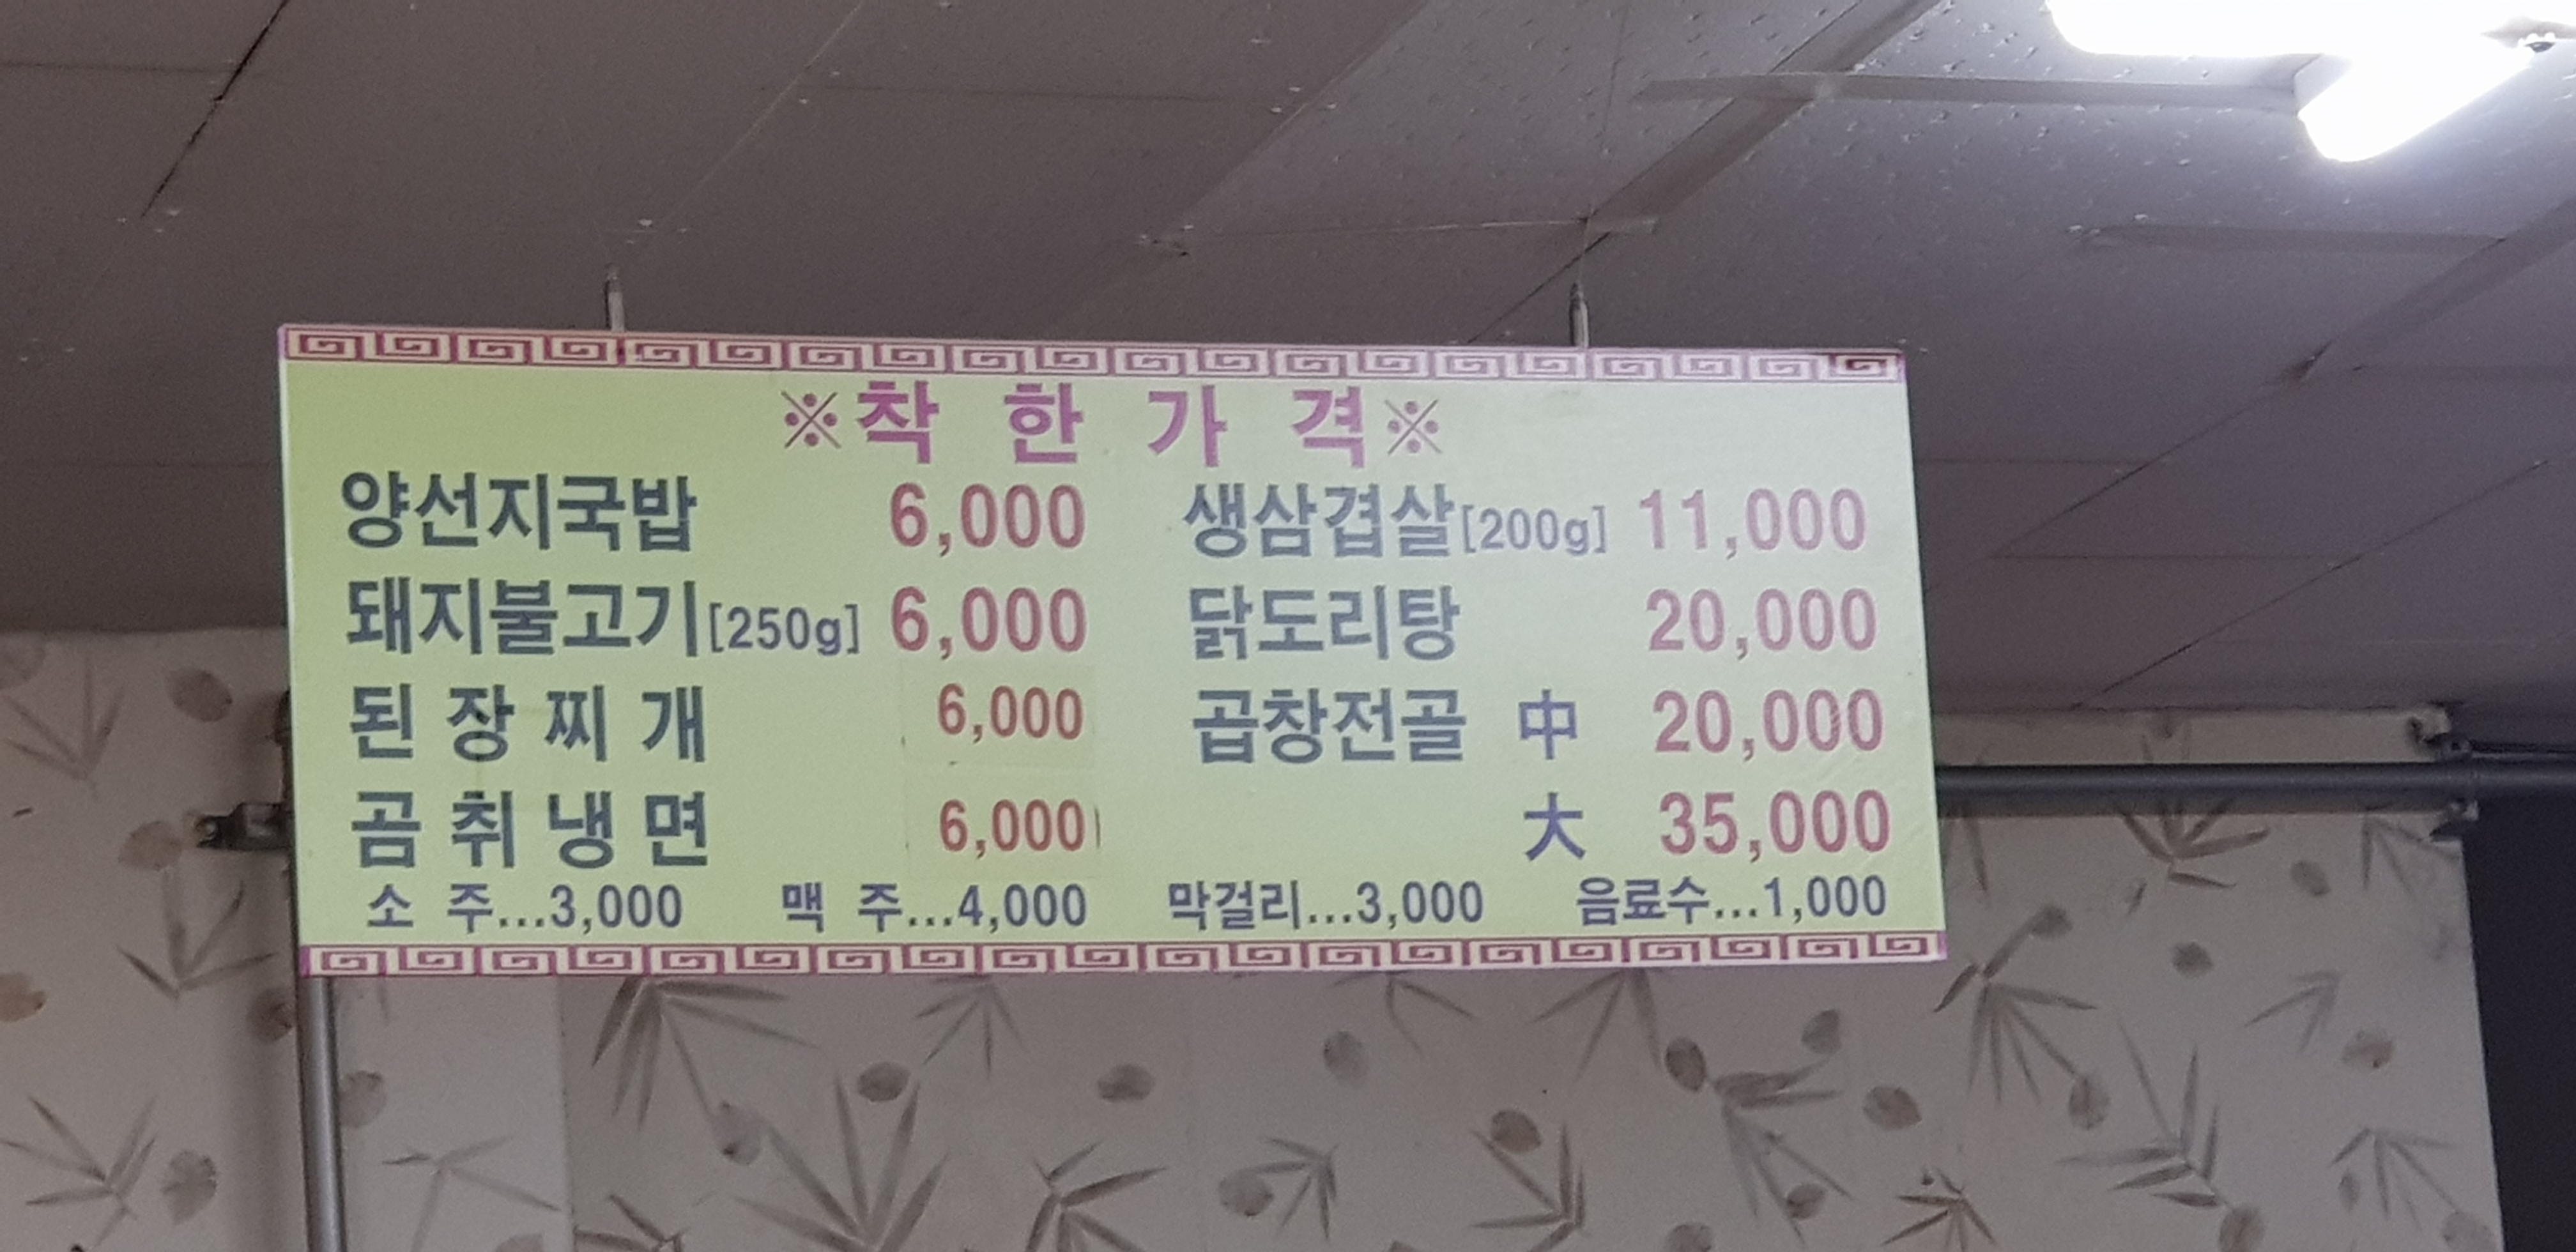 ※착 한 가 격※
양선지국밥 6,000 생삼겹살[200g] 11,000
돼지불고기[250g] 6,000 닭도리탕 20,000
된 장 찌 개 6,000 곱창전골 中 20,000
곰 취 냉 면 6,000 大 35,000
소 주...3,000 맥 주...4,000 막걸리...3,000 음료수...1,000